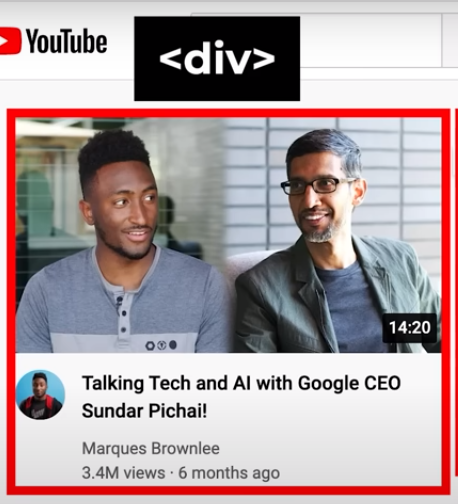 YouTube
<div>
14:20
Talking Tech and AI with Google CEO
Sundar Pichai!
Marques Brownlee
3.4M views · 6 months ago